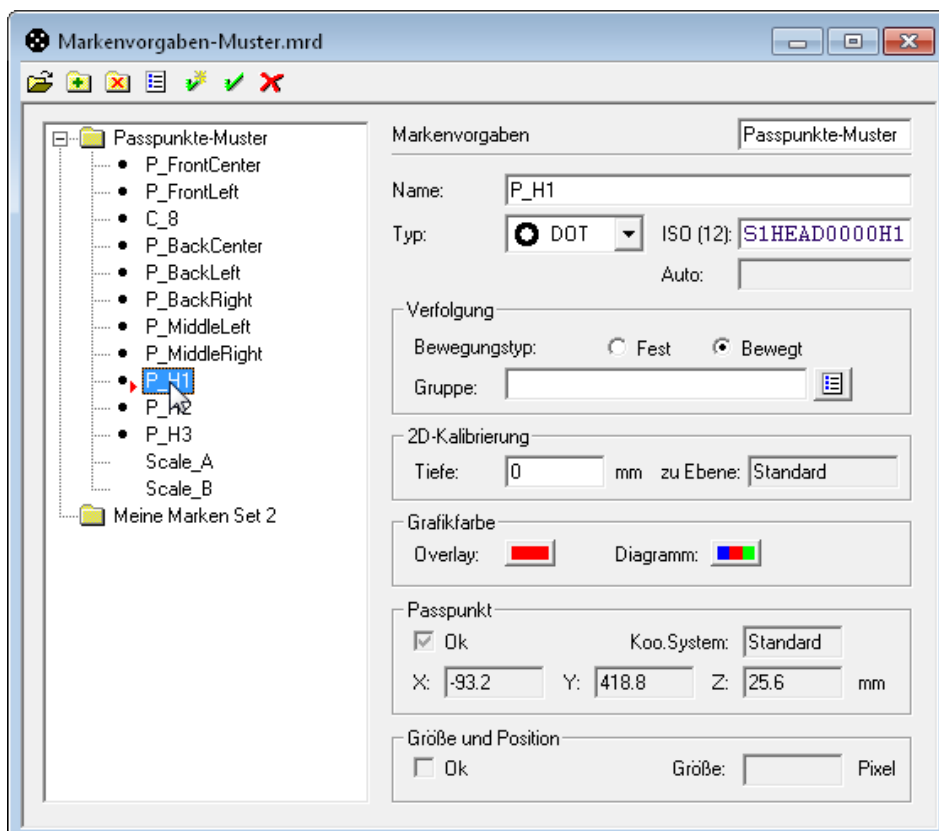 Markenvorgaben-Muster.mrd
Passpunkte-Muster
P_FrontCenter
P_FrontLeft
C_8
P_BackCenter
P_BackLeft
P_BackRight
P_MiddleLeft
P_MiddleRight
P_H1
P_H2
P_H3
Scale_A
Scale_B
Meine Marken Set 2
Markenvorgaben Passpunkte-Muster
Name: P_H1
Typ: DOT ISO (12): S1HEAD0000H1
Auto:
Verfolgung
Bewegungstyp: Fest Bewegt
Gruppe:
2D-Kalibrierung
Tiefe: 0 mm zu Ebene: Standard
Grafikfarbe
Overlay: Diagramm:
Passpunkt
Ok Koo.System: Standard
X: -93.2 Y: 418.8 Z: 25.6 mm
Größe und Position
Ok Größe: Pixel